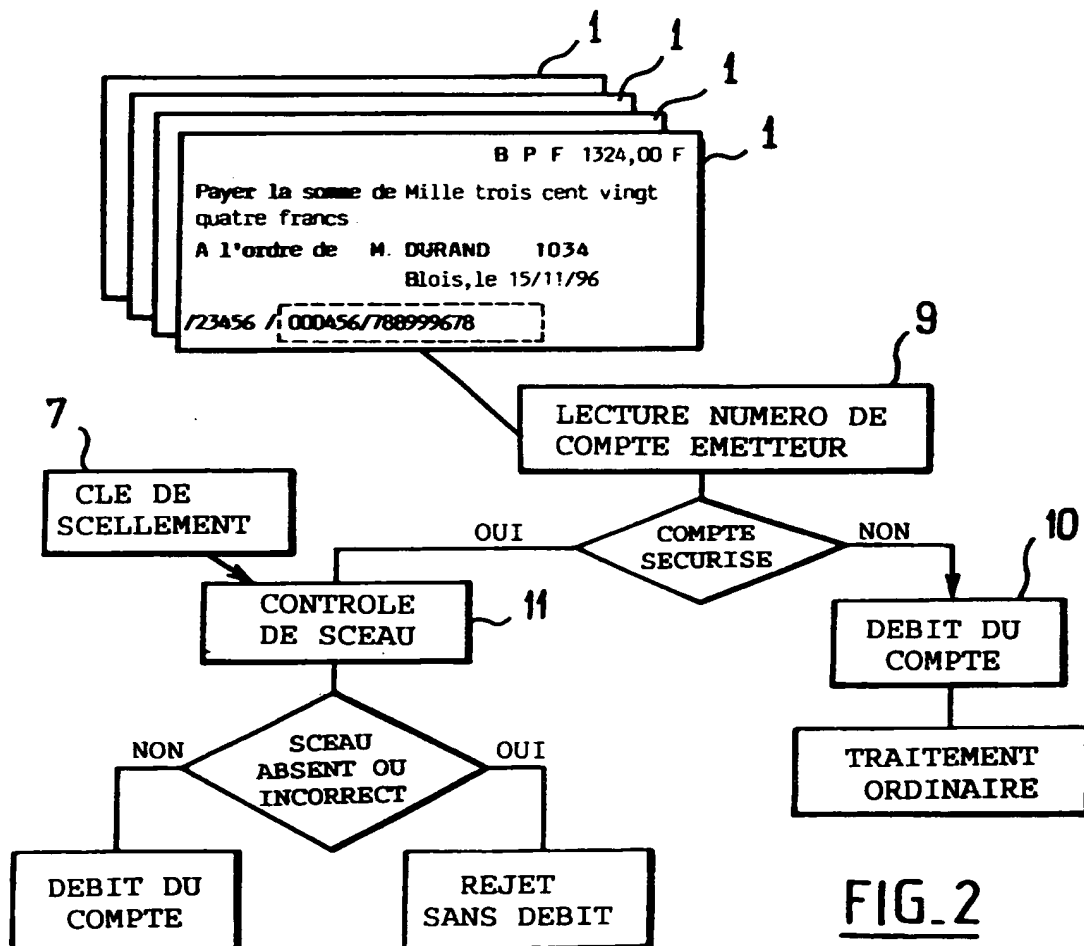 1
1
1
1
B P F 1324,00 F
Payer la somme de Mille trois cent vingt
quatre francs
A l'ordre de M. DURAND 1034
Blois, le 15/11/96
/23456 / 000456/788999678
9
LECTURE NUMERO DE
COMPTE EMETTEUR
7
CLE DE
SCELLEMENT
OUI
COMPTE
SECURISE
NON
10
CONTROLE
DE SCEAU
11
DEBIT DU
COMPTE
NON
SCEAU
ABSENT OU
INCORRECT
OUI
TRAITEMENT
ORDINAIRE
DEBIT DU
COMPTE
REJET
SANS DEBIT
FIG_2